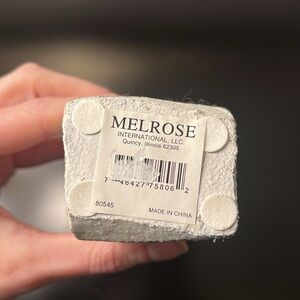 MELROSE
INTERNATIONAL, LLC.
Quincy, Illinois 62305
7 46427 75806 2
80545
MADE IN CHINA